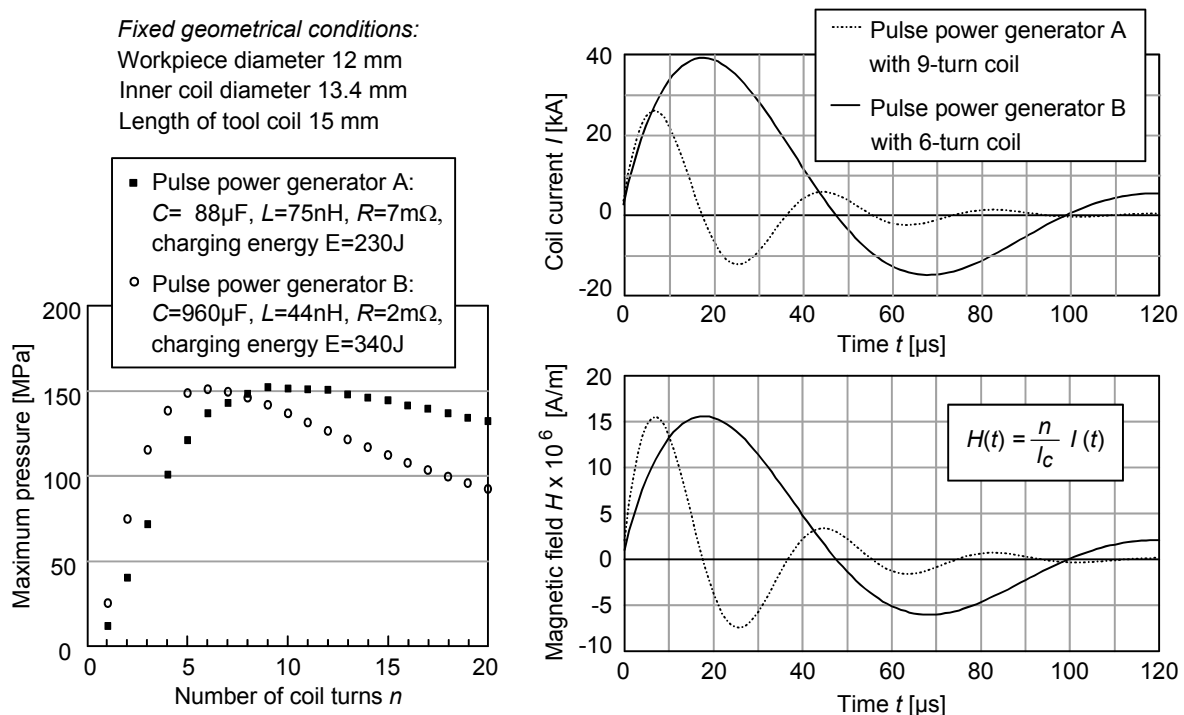 Fixed geometrical conditions:
Workpiece diameter 12 mm
Inner coil diameter 13.4 mm
Length of tool coil 15 mm
Pulse power generator A:
C= 88µF, L=75nH, R=7mΩ,
charging energy E=230J
Pulse power generator B:
C=960µF, L=44nH, R=2mΩ,
charging energy E=340J
Maximum pressure [MPa]
200
150
100
50
0
0 5 10 15 20
Number of coil turns n
Pulse power generator A
with 9-turn coil
Pulse power generator B
with 6-turn coil
Coil current I [kA]
40
20
0
-20
0 20 40 60 80 100 120
Time t [µs]
Magnetic field H x 10⁶ [A/m]
20
15
10
5
0
-5
-10
H(t) = n/l_c I (t)
0 20 40 60 80 100 120
Time t [µs]